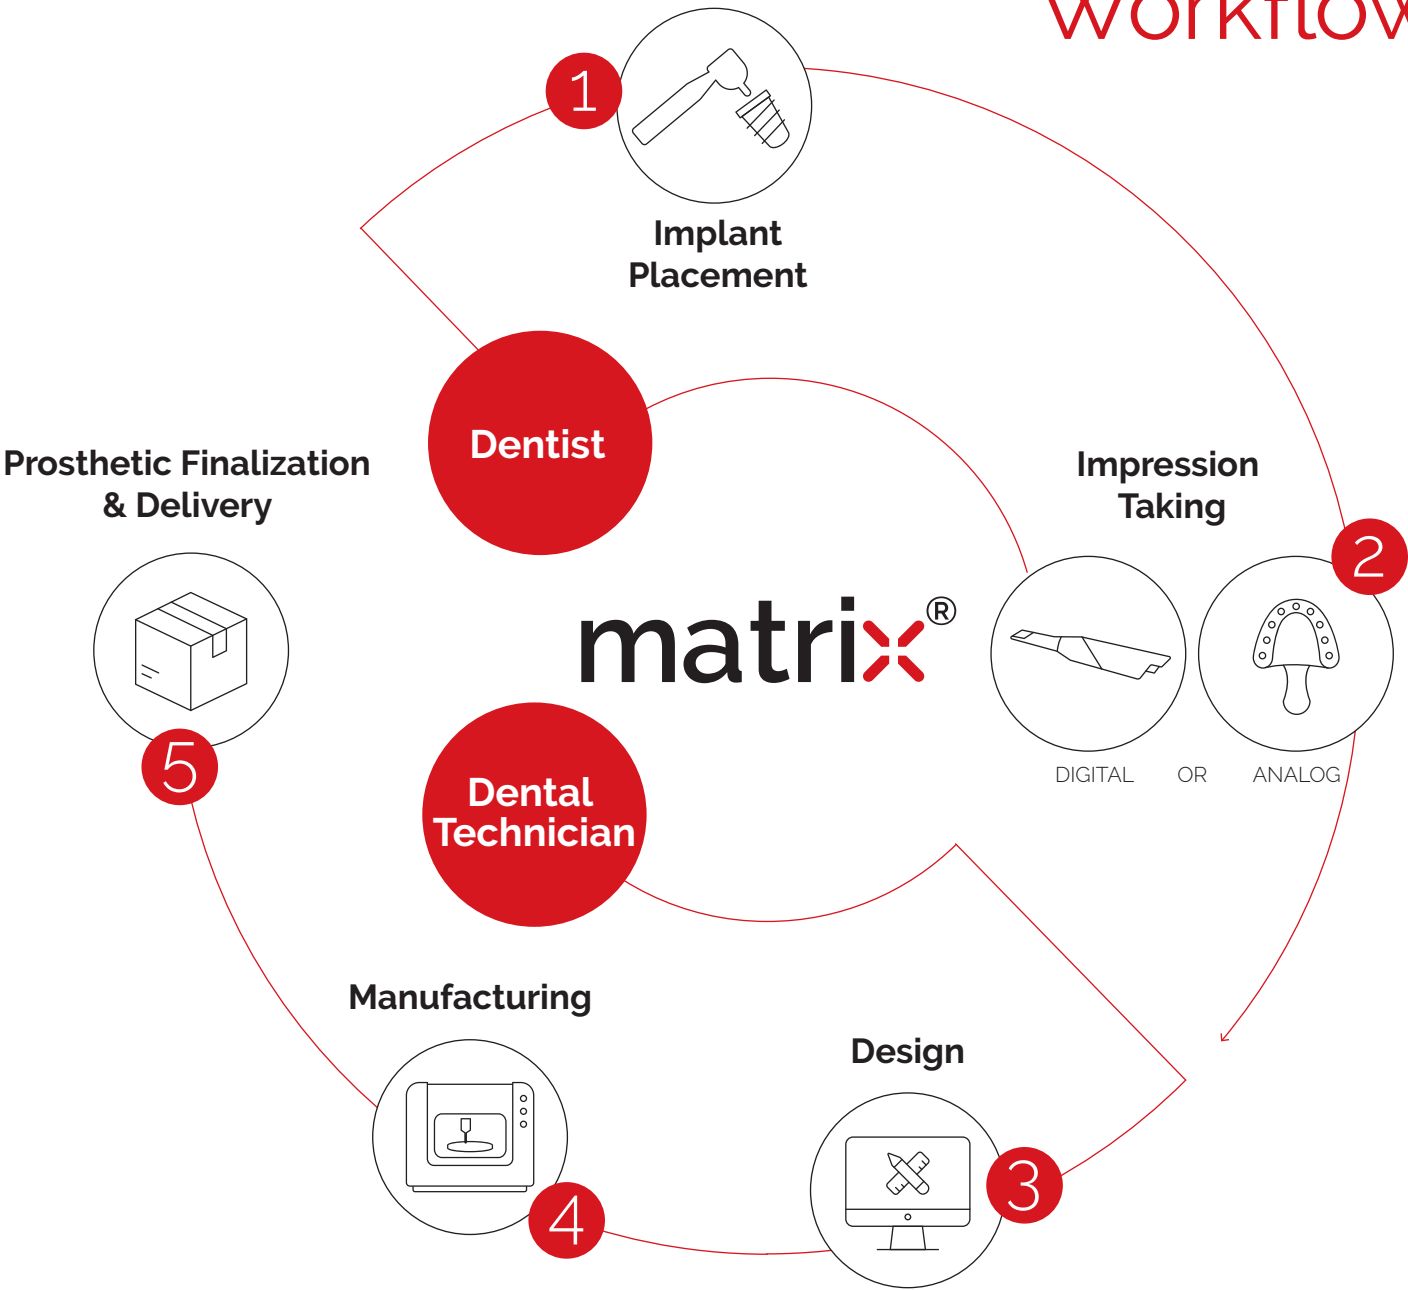 workflow
1
Implant
Placement
Dentist
Impression
Taking
2
DIGITAL OR ANALOG
matrix®
Dental
Technician
Design
3
Manufacturing
4
Prosthetic Finalization
& Delivery
5